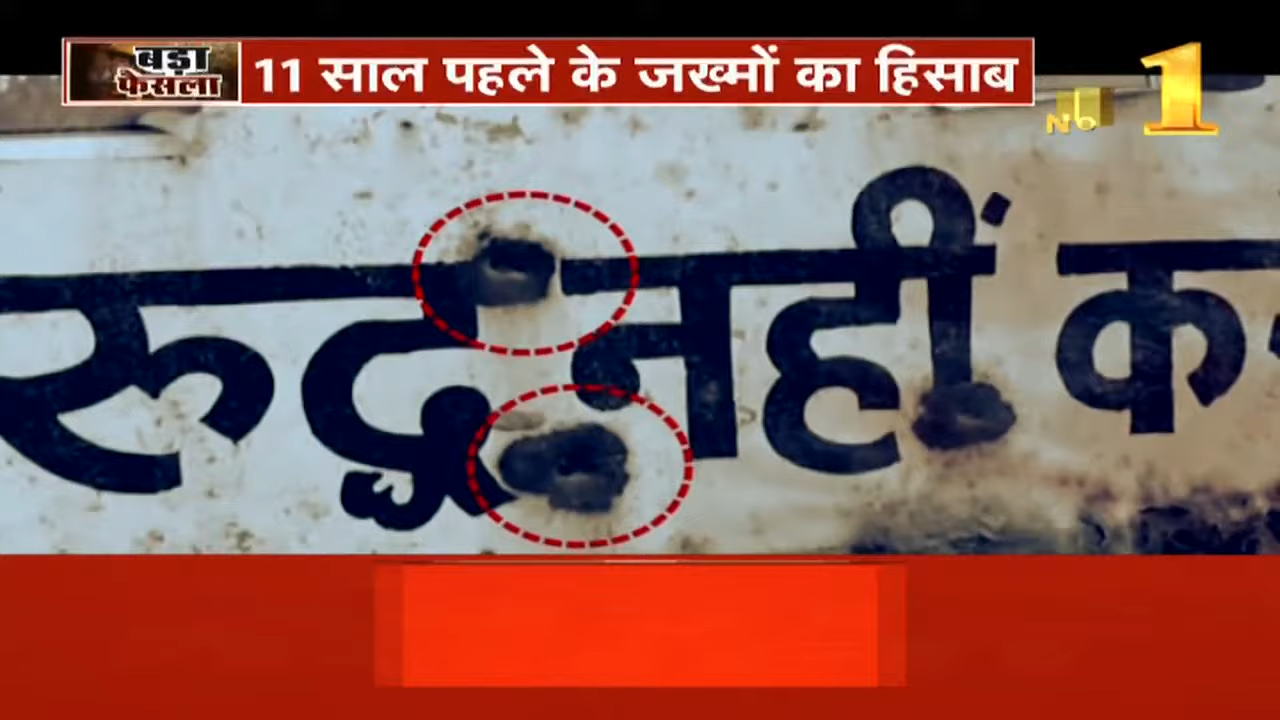 बड़ा
फैसला
11 साल पहले के जख्मों का हिसाब
No 1
रूद्ध नहीं क